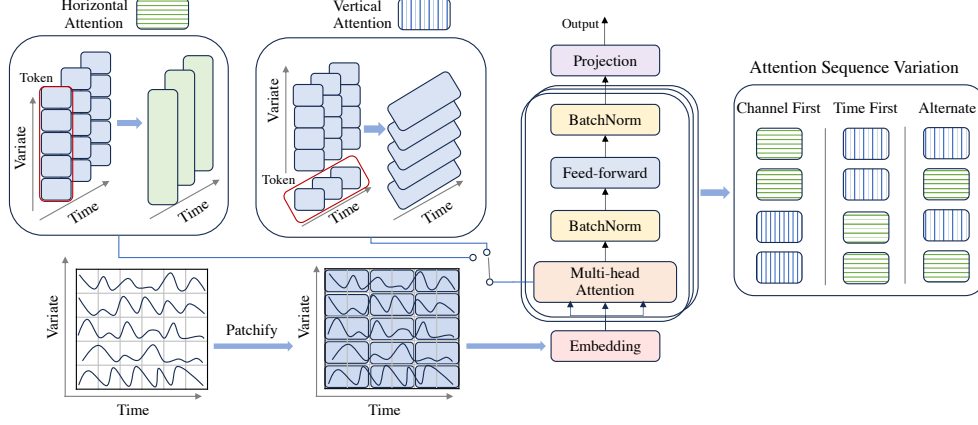 Horizontal
Attention
Token
Variate
Time
Time
Vertical
Attention
Variate
Token
Time
Time
Output
Projection
BatchNorm
Feed-forward
BatchNorm
Multi-head
Attention
Embedding
Attention Sequence Variation
Channel First
Time First
Alternate
Variate
Time
Patchify
Variate
Time